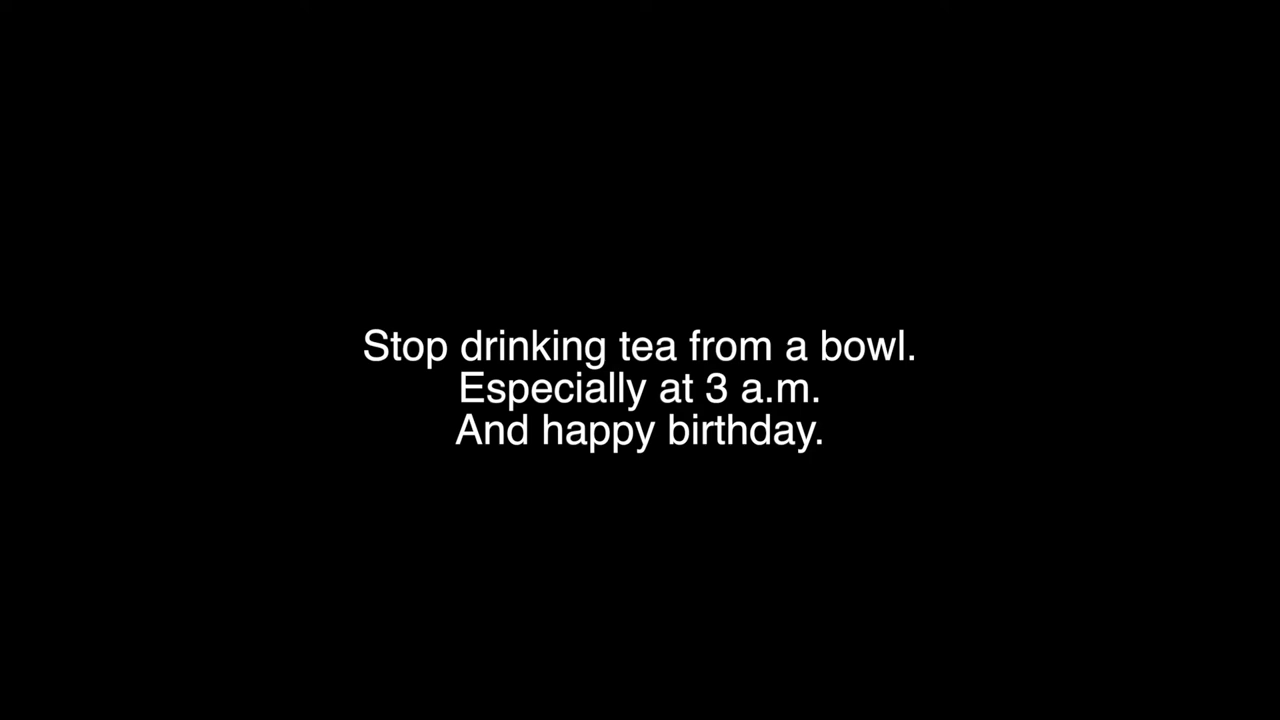 Stop drinking tea from a bowl.
Especially at 3 a.m.
And happy birthday.